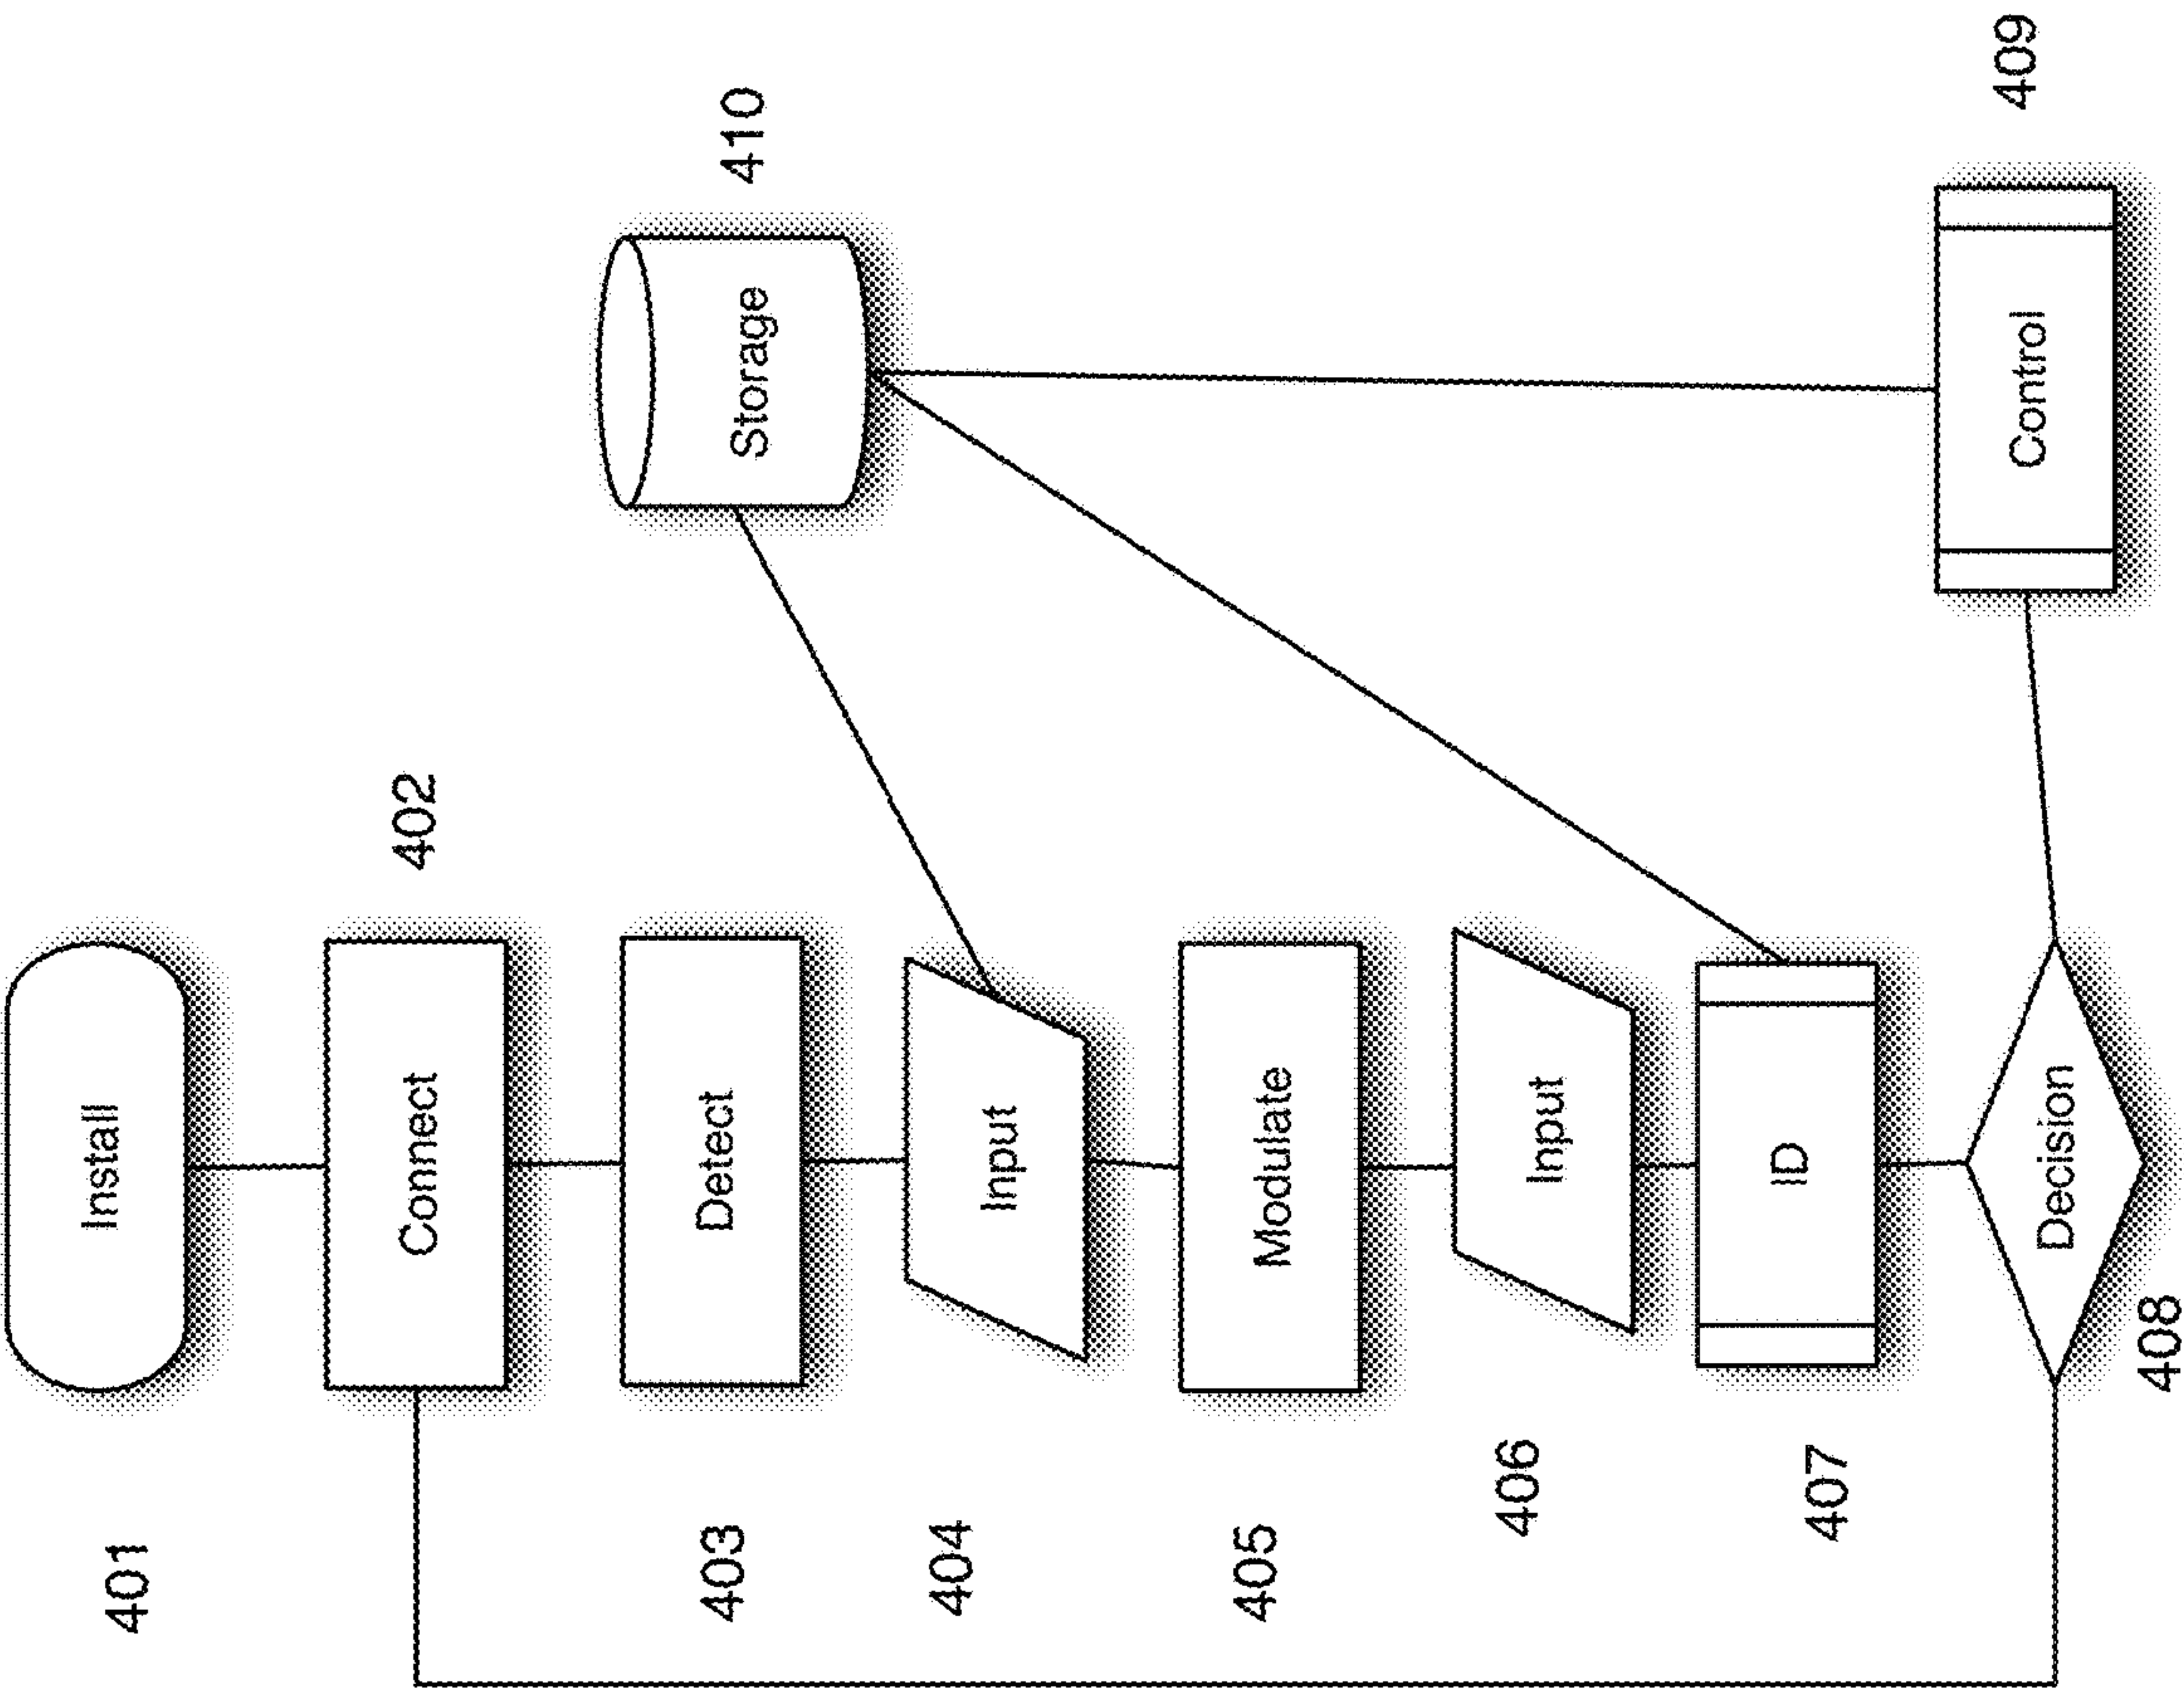 401
Install
Connect
402
403
Detect
Storage
410
404
Input
405
Modulate
406
Input
407
ID
408
Decision
Control
409